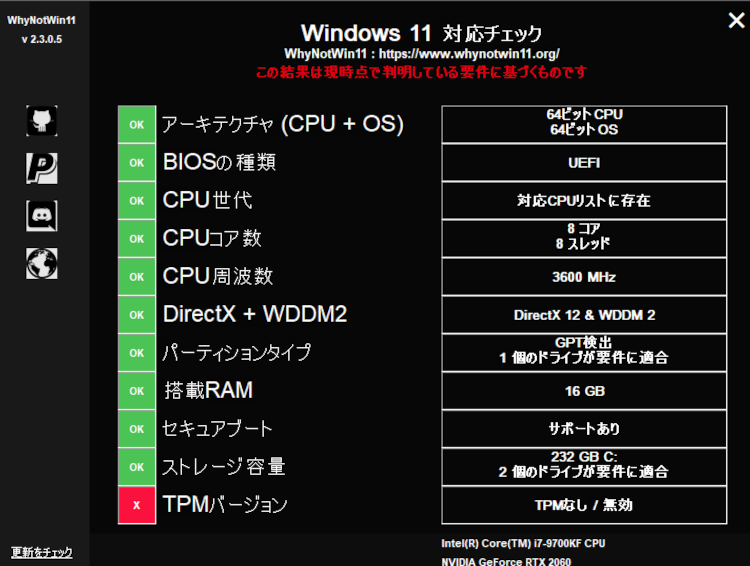 WhyNotWin11
v 2.3.0.5
Windows 11 対応チェック
WhyNotWin11 : https://www.whynotwin11.org/
この結果は現時点で判明している要件に基づくものです
OK アーキテクチャ (CPU + OS) 64ビット CPU
64ビット OS
OK BIOSの種類 UEFI
OK CPU世代 対応CPUリストに存在
OK CPUコア数 8 コア
8 スレッド
OK CPU周波数 3600 MHz
OK DirectX + WDDM2 DirectX 12 & WDDM 2
OK パーティションタイプ GPT検出
1 個のドライブが要件に適合
OK 搭載RAM 16 GB
OK セキュアブート サポートあり
OK ストレージ容量 232 GB C:
2 個のドライブが要件に適合
X TPMバージョン TPMなし / 無効
更新をチェック
Intel(R) Core(TM) i7-9700KF CPU
NVIDIA GeForce RTX 2060